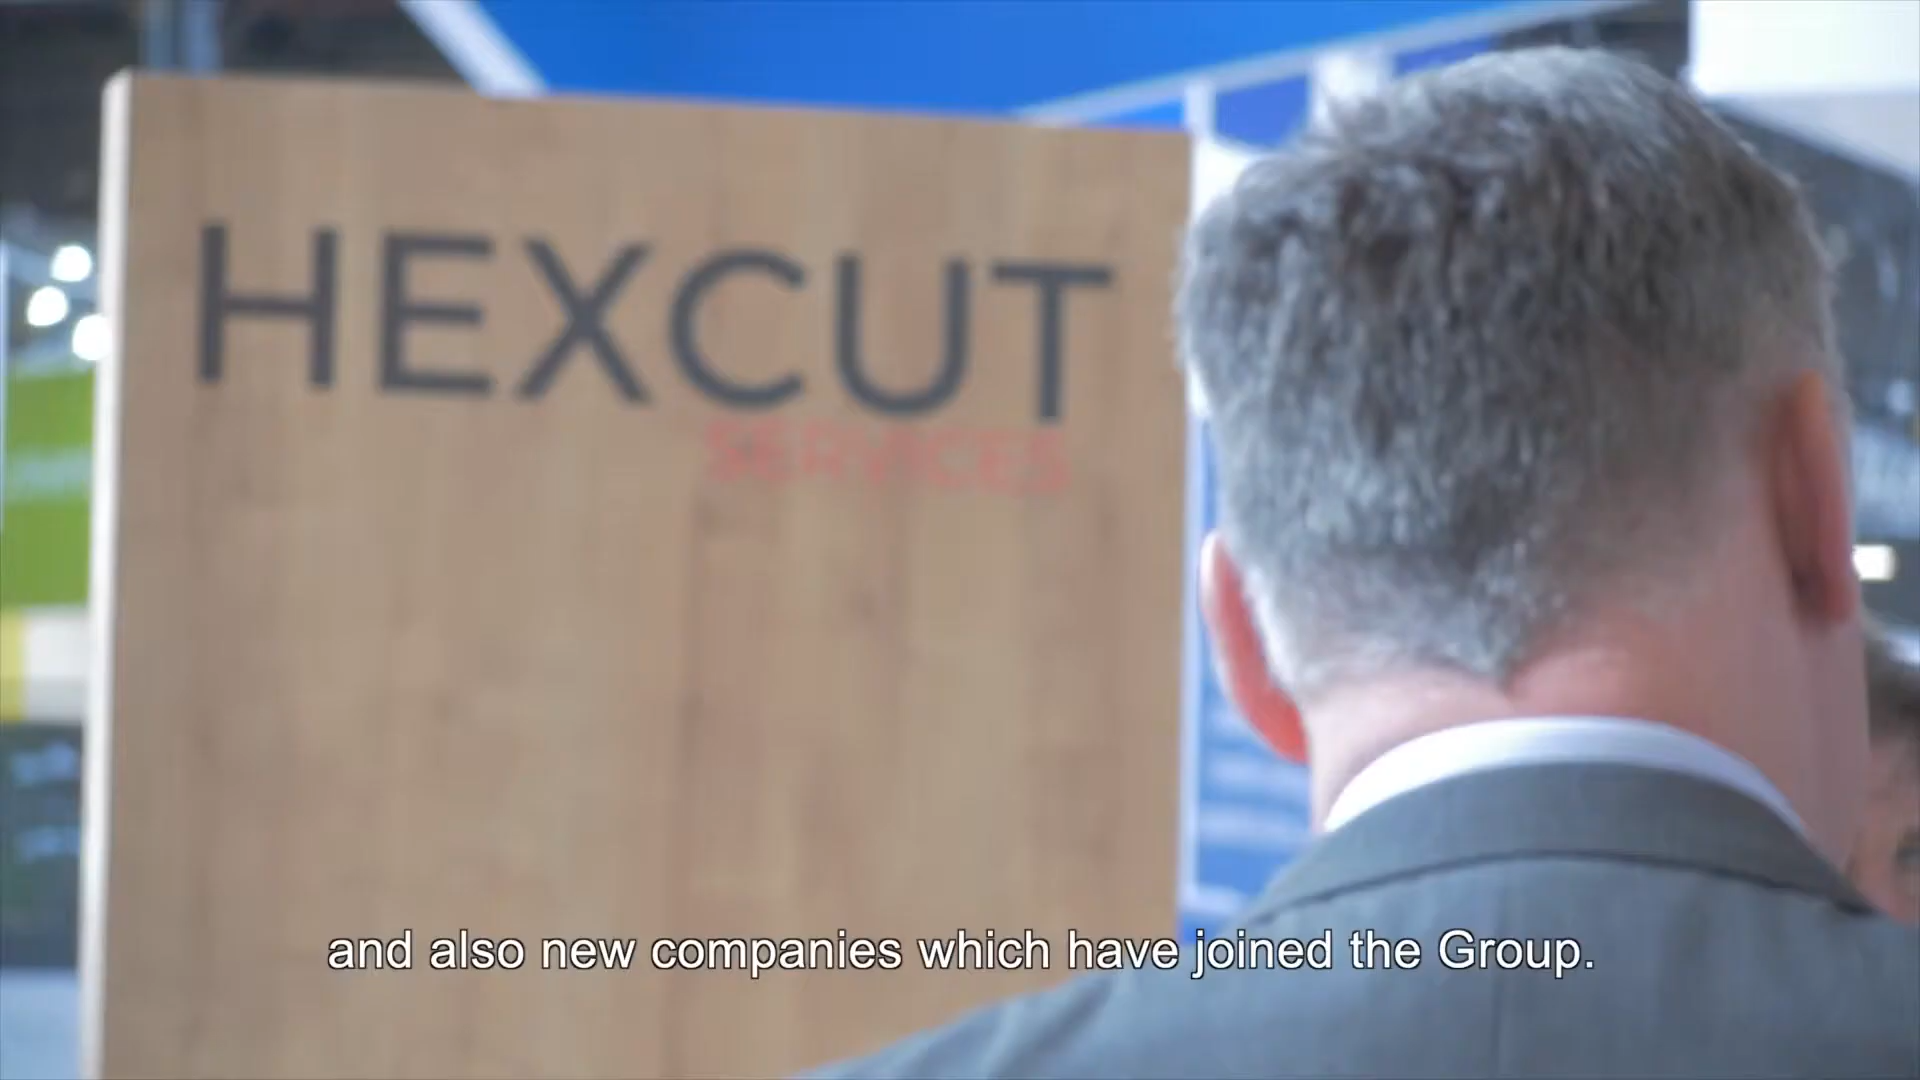 HEXCUT
SERVICES
and also new companies which have joined the Group.